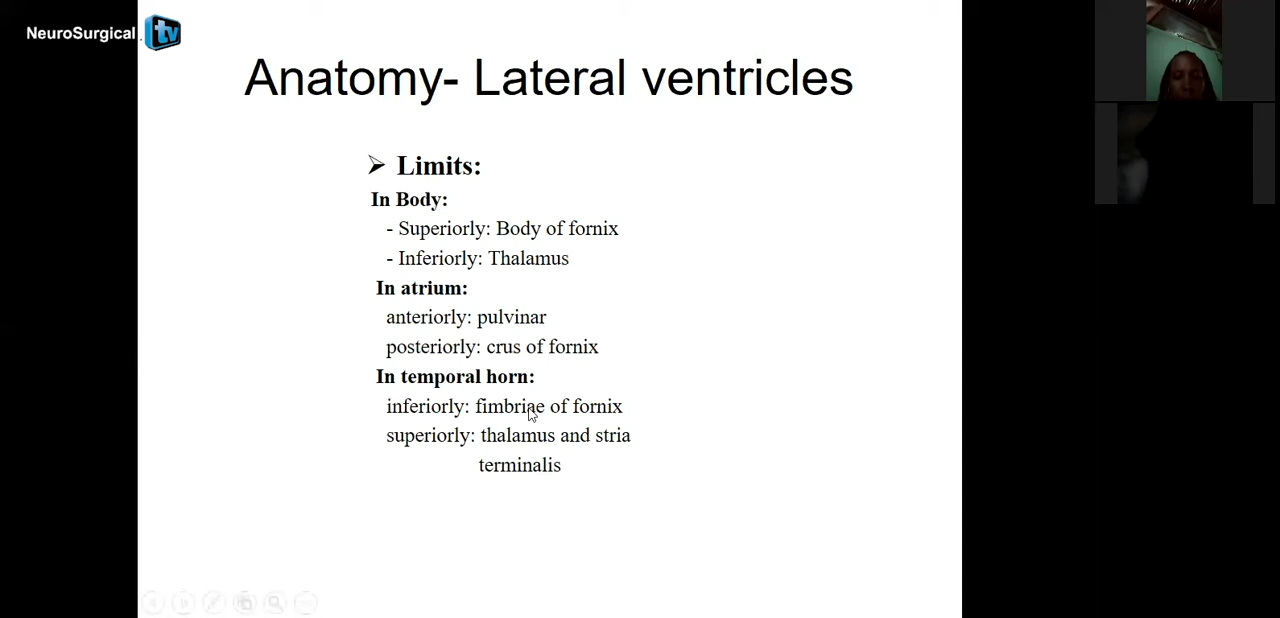 NeuroSurgical tv
Anatomy- Lateral ventricles
➢ Limits:
In Body:
- Superiorly: Body of fornix
- Inferiorly: Thalamus
In atrium:
anteriorly: pulvinar
posteriorly: crus of fornix
In temporal horn:
inferiorly: fimbriae of fornix
superiorly: thalamus and stria
terminalis